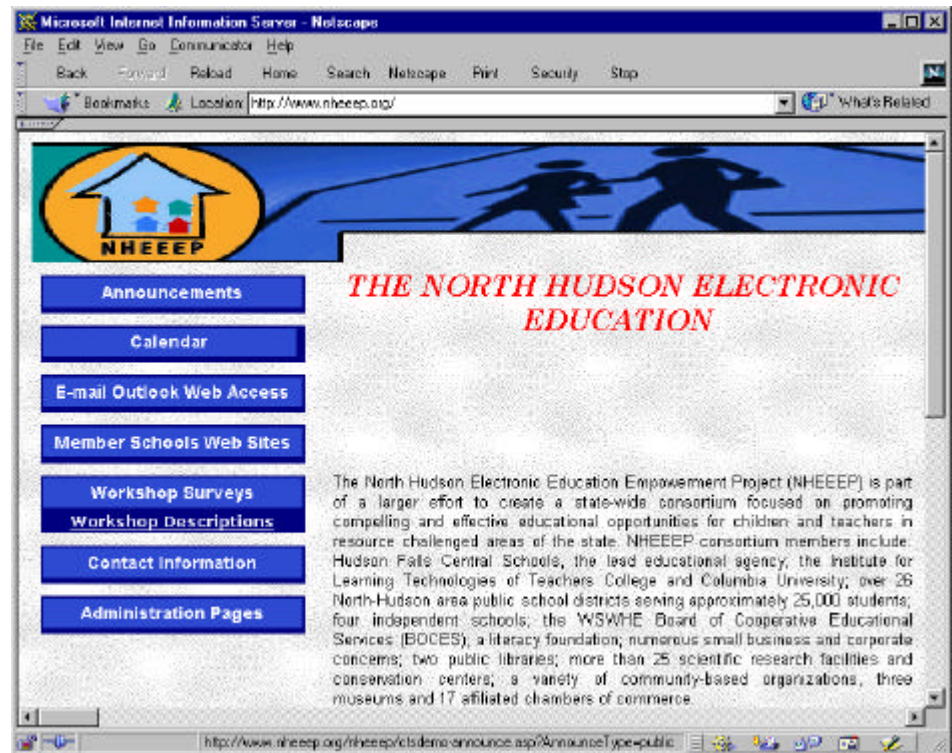 Microsoft Internet Information Server - Netscape
File Edit View Go Communicator Help
Back Forward Reload Home Search Netscape Print Security Stop
Bookmarks Location http://www.nheeep.org/ What's Related
NHEEEP
THE NORTH HUDSON ELECTRONIC
EDUCATION
Announcements
Calendar
E-mail Outlook Web Access
Member Schools Web Sites
Workshop Surveys
Workshop Descriptions
Contact Information
Administration Pages
The North Hudson Electronic Education Empowerment Project (NHEEEP) is part
of a larger effort to create a state-wide consortium focused on promoting
compelling and effective educational opportunities for children and teachers in
resource challenged areas of the state. NHEEEP consortium members include:
Hudson Falls Central Schools, the lead educational agency; the Institute for
Learning Technologies of Teachers College and Columbia University; over 26
North-Hudson area public school districts serving approximately 25,000 students;
four independent schools; the WSWHE Board of Cooperative Educational
Services (BOCES), a literacy foundation; numerous small business and corporate
concerns; two public libraries; more than 25 scientific research facilities and
conservation centers; a variety of community-based organizations, three
museums and 17 affiliated chambers of commerce.
http://www.nheeep.org/nheeep/ctsdemo-announce.asp?AnnounceType=public
N